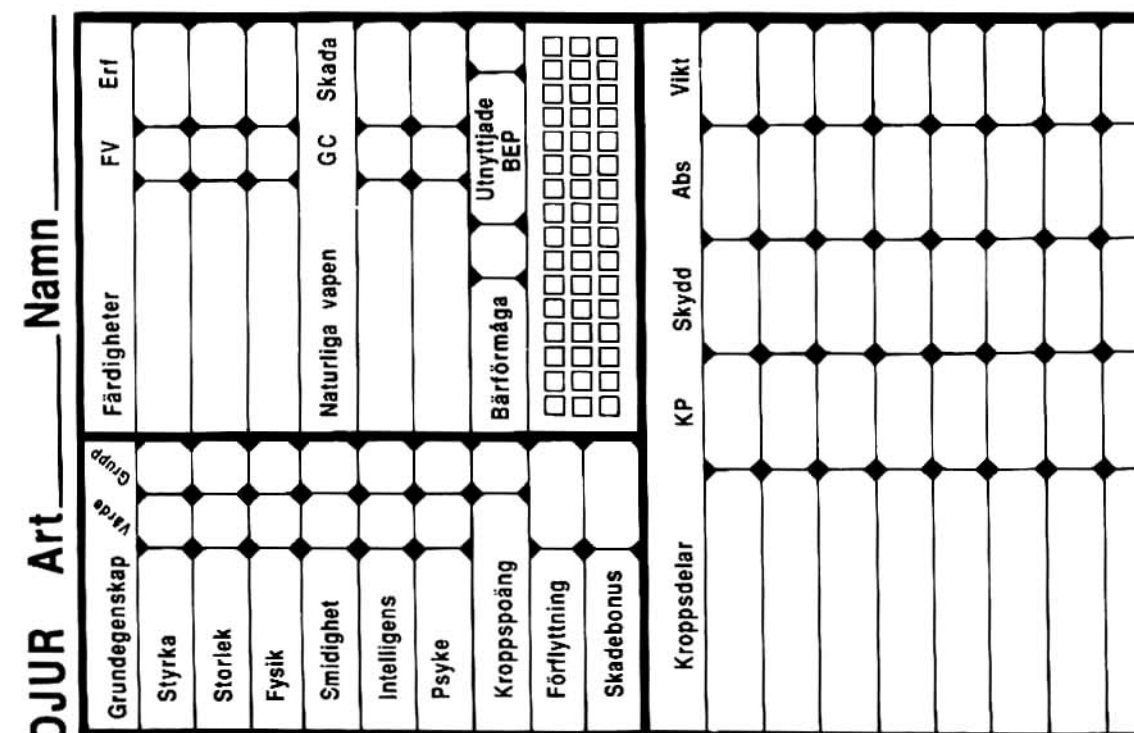 DJUR Art Namn
Grundegenskap Värde Grupp
Styrka
Storlek
Fysik
Smidighet
Intelligens
Psyke
Kroppspoäng
Förflyttning
Skadebonus
Färdigheter FV Erf
Naturliga vapen GC Skada
Bärförmåga Utnyttjade
BEP
Kroppsdelar KP Skydd Abs Vikt